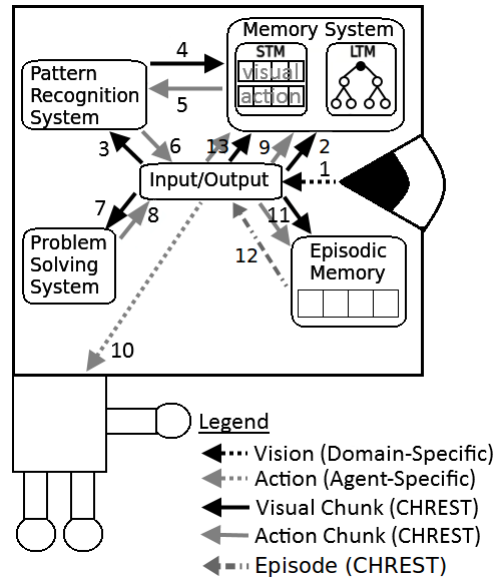 Memory System
STM
LTM
visual
action
Pattern
Recognition
System
4
5
3
6
13
9
2
1
Input/Output
7
8
11
12
Problem
Solving
System
Episodic
Memory
10
Legend
Vision (Domain-Specific)
Action (Agent-Specific)
Visual Chunk (CHREST)
Action Chunk (CHREST)
Episode (CHREST)